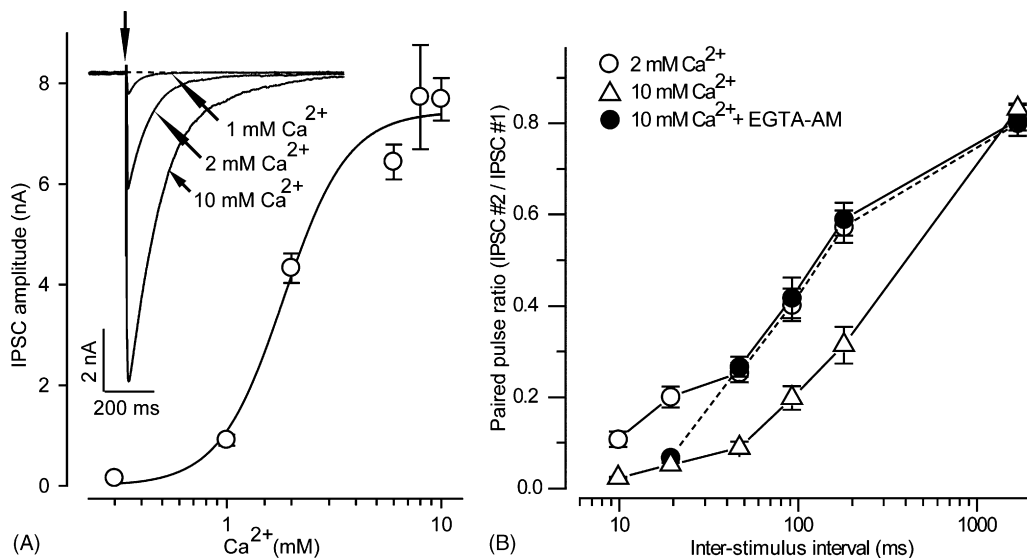 8
6
4
2
0
IPSC amplitude (nA)
1 mM Ca²⁺
2 mM Ca²⁺
10 mM Ca²⁺
2 nA
200 ms
1
10
Ca²⁺(mM)
(A)
2 mM Ca²⁺
10 mM Ca²⁺
10 mM Ca²⁺+ EGTA-AM
0.8
0.6
0.4
0.2
0.0
Paired pulse ratio (IPSC #2 / IPSC #1)
10
100
1000
Inter-stimulus interval (ms)
(B)